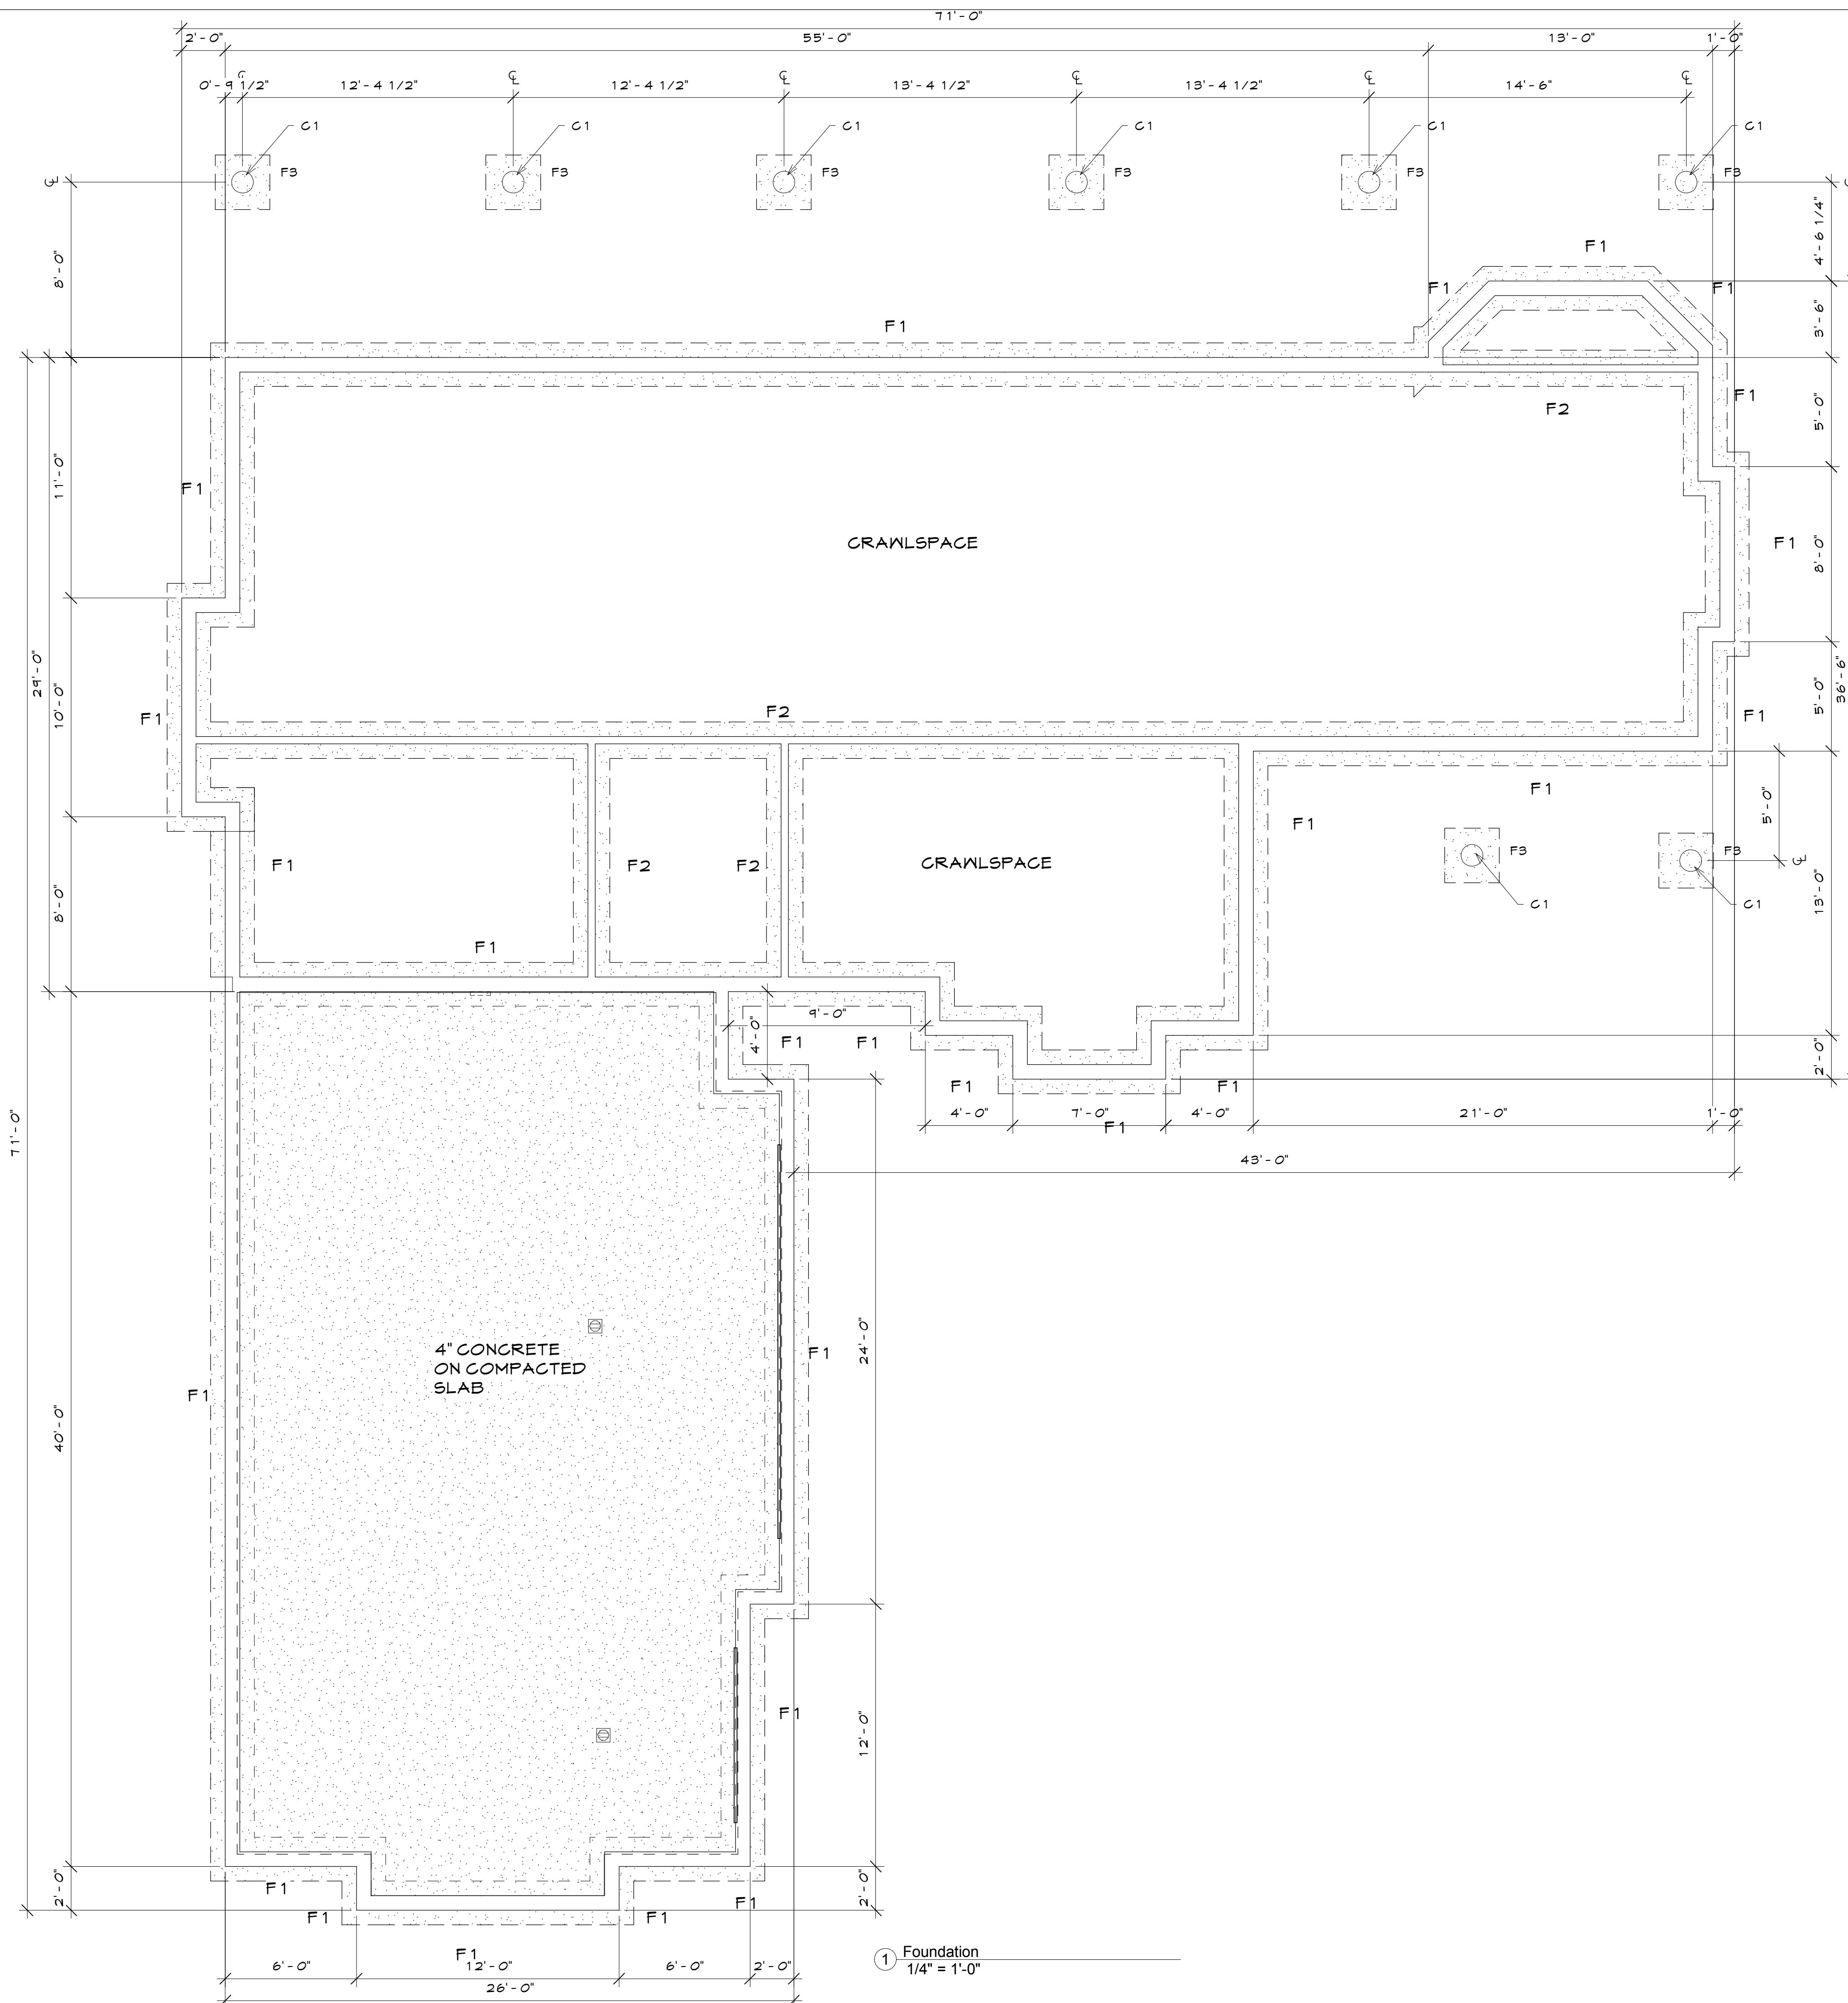 71'-0"
2'-0" 55'-0" 13'-0" 1'-0"
0'-9 1/2" 12'-4 1/2" 12'-4 1/2" 13'-4 1/2" 13'-4 1/2" 14'-6"
C1 C1 C1 C1 C1 C1
F3 F3 F3 F3 F3 F3
8'-0"
4'-6 1/4"
F1
F1 F1
3'-6"
F1
F1
F2
5'-0"
11'-0"
F1
CRAWLSPACE
F1
8'-0"
29'-0"
10'-0"
F1
F2
F1
5'-0"
36'-6"
F1
5'-0"
F1
F1 F2 F2 CRAWLSPACE
F3 F3
8'-0"
C1 C1
13'-0"
F1
9'-0"
4'-0"
F1 F1
2'-0"
F1 F1
4'-0" 7'-0" 4'-0" 21'-0" 1'-0"
F1
71'-0"
43'-0"
24'-0"
4" CONCRETE
ON COMPACTED
SLAB
F1
F1
40'-0"
F1
12'-0"
2'-0"
F1
F1
2'-0"
F1 F1
F1
6'-0" 12'-0" 6'-0" 2'-0"
26'-0"
1 Foundation
1/4" = 1'-0"